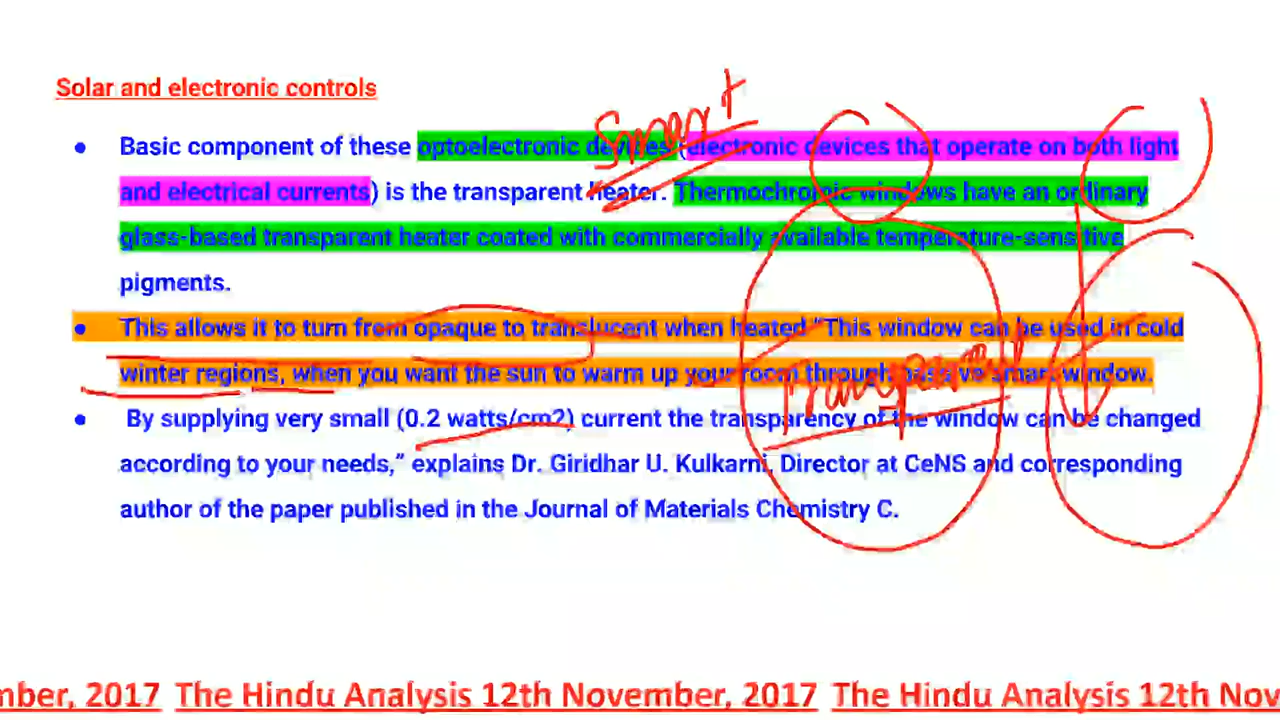 Solar and electronic controls
Smart
● Basic component of these optoelectronic devices (electronic devices that operate on both light
and electrical currents) is the transparent heater. Thermochromic windows have an ordinary
glass-based transparent heater coated with commercially available temperature-sensitive
pigments.
● This allows it to turn from opaque to translucent when heated "This window can be used in cold
winter regions, when you want the sun to warm up your room through passive smart window.
Transparent
● By supplying very small (0.2 watts/cm2) current the transparency of the window can be changed
according to your needs,” explains Dr. Giridhar U. Kulkarni, Director at CeNS and corresponding
author of the paper published in the Journal of Materials Chemistry C.
mber, 2017 The Hindu Analysis 12th November, 2017 The Hindu Analysis 12th Nov